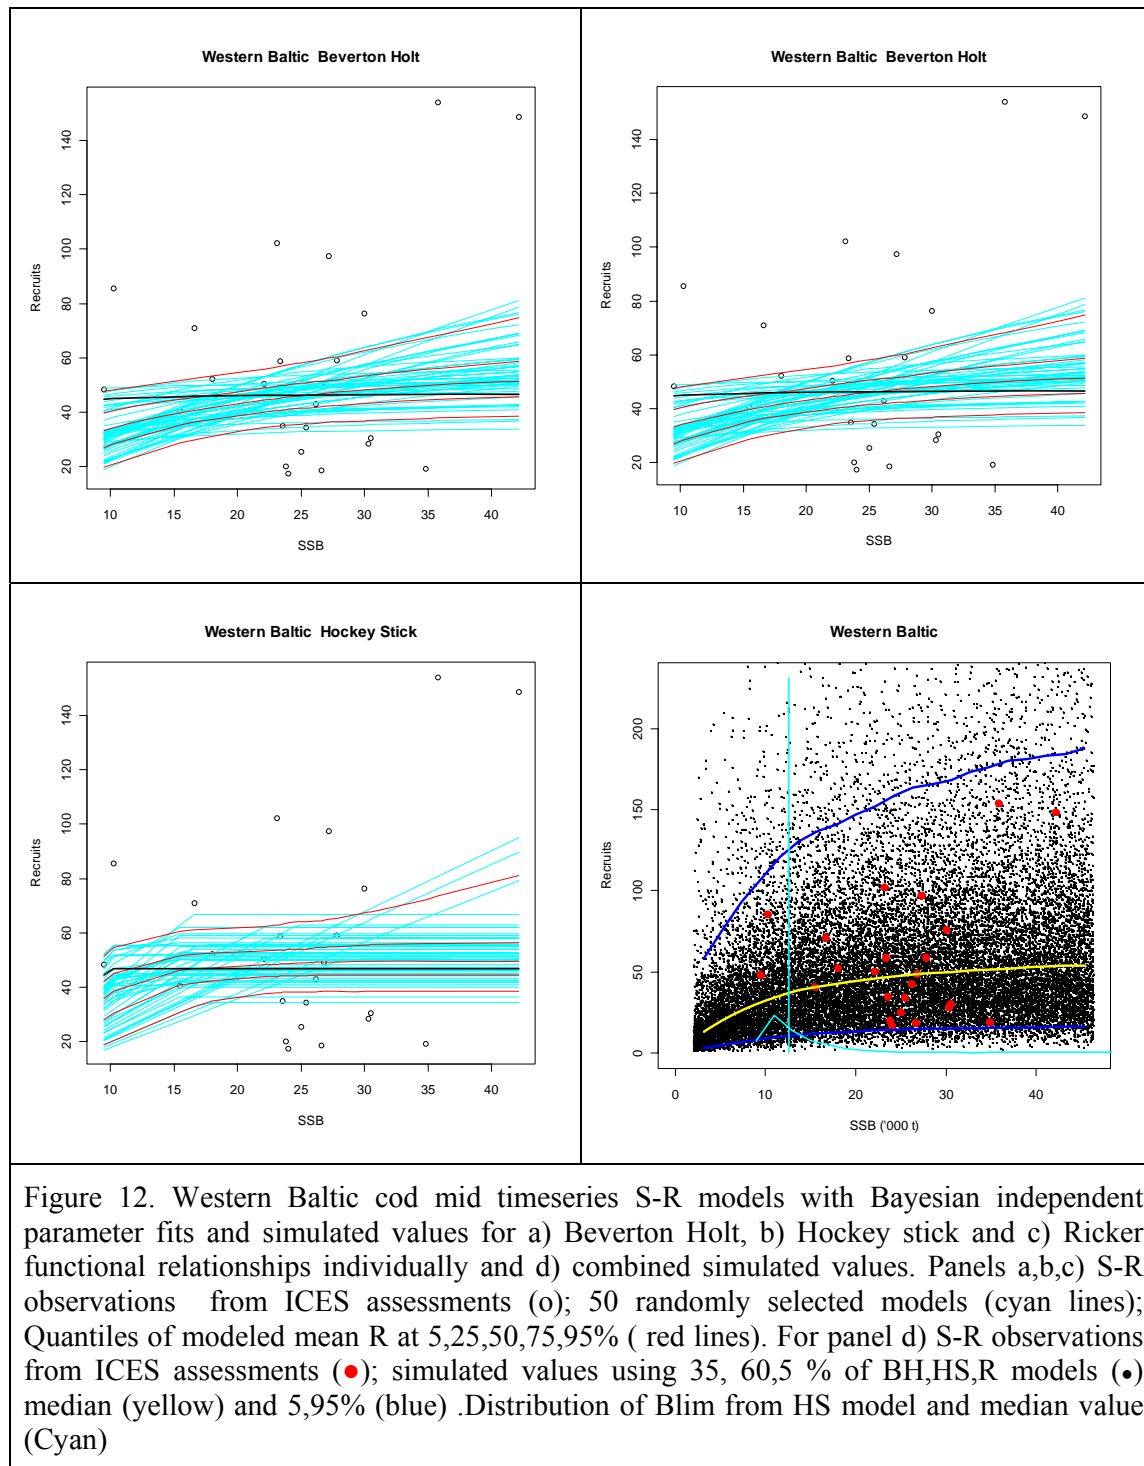 Western Baltic Beverton Holt
Recruits
20 40 60 80 100 120 140
10 15 20 25 30 35 40
SSB
Western Baltic Beverton Holt
Recruits
20 40 60 80 100 120 140
10 15 20 25 30 35 40
SSB
Western Baltic Hockey Stick
Recruits
20 40 60 80 100 120 140
10 15 20 25 30 35 40
SSB
Western Baltic
Recruits
0 50 100 150 200
0 10 20 30 40
SSB ('000 t)
Figure 12. Western Baltic cod mid timeseries S-R models with Bayesian independent
parameter fits and simulated values for a) Beverton Holt, b) Hockey stick and c) Ricker
functional relationships individually and d) combined simulated values. Panels a,b,c) S-R
observations from ICES assessments (o); 50 randomly selected models (cyan lines);
Quantiles of modeled mean R at 5,25,50,75,95% ( red lines). For panel d) S-R observations
from ICES assessments (●); simulated values using 35, 60,5 % of BH,HS,R models (•)
median (yellow) and 5,95% (blue) .Distribution of Blim from HS model and median value
(Cyan)